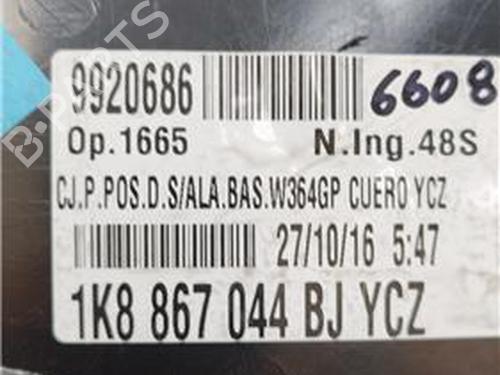 9920686
6608
Op.1665 N.Ing.48S
CJ.P.POS.D.S/ALA.BAS.W364GP CUERO YCZ
27/10/16 5:47
1K8 867 044 BJ YCZ
B-PARTS